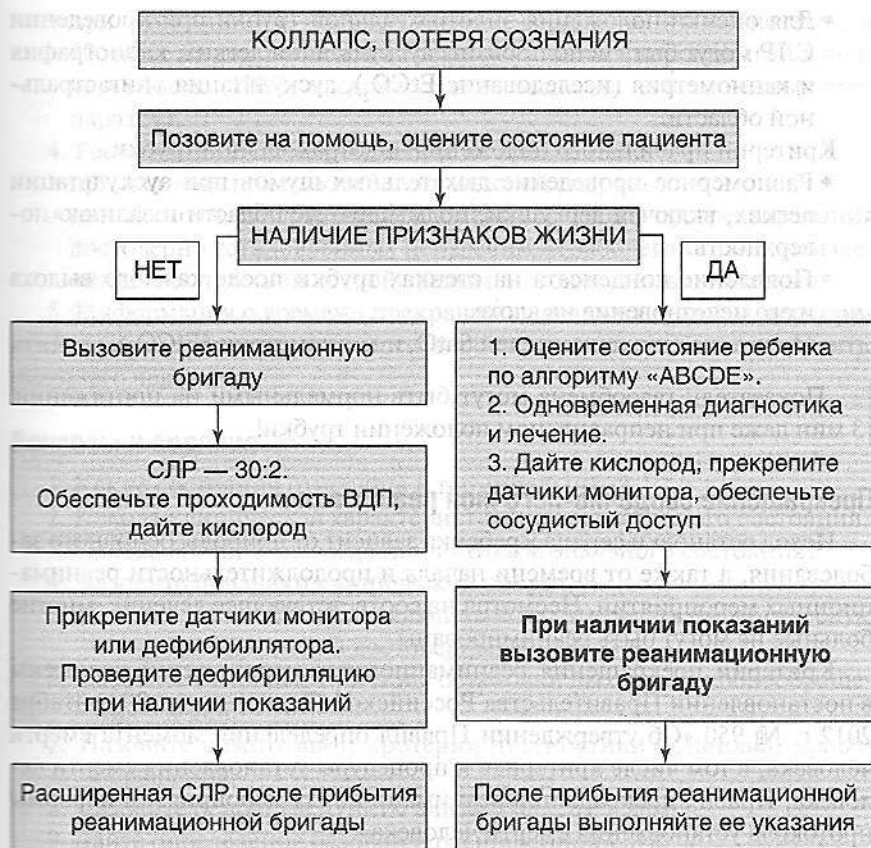 КОЛЛАПС, ПОТЕРЯ СОЗНАНИЯ
Позовите на помощь, оцените состояние пациента
НАЛИЧИЕ ПРИЗНАКОВ ЖИЗНИ
НЕТ
ДА
Вызовите реанимационную
бригаду
СЛР — 30:2.
Обеспечьте проходимость ВДП,
дайте кислород
Прикрепите датчики монитора
или дефибриллятора.
Проведите дефибрилляцию
при наличии показаний
Расширенная СЛР после прибытия
реанимационной бригады
1. Оцените состояние ребенка
по алгоритму «ABCDE».
2. Одновременная диагностика
и лечение.
3. Дайте кислород, прекрепите
датчики монитора, обеспечьте
сосудистый доступ
При наличии показаний
вызовите реанимационную
бригаду
После прибытия реанимационной
бригады выполняйте ее указания